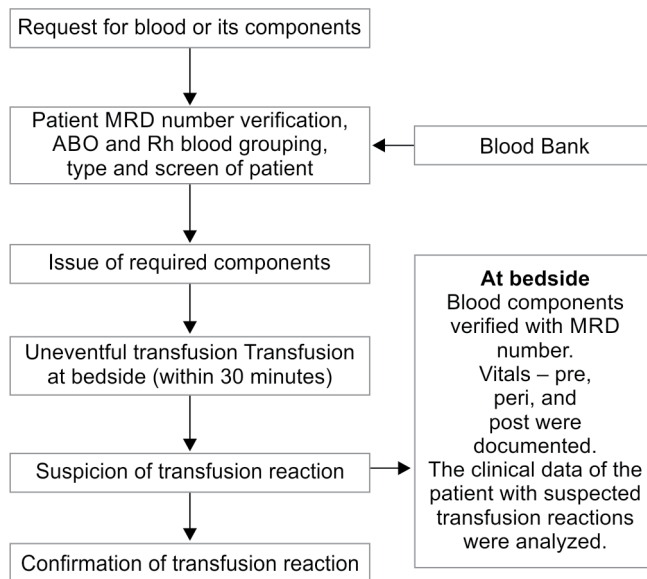 Request for blood or its components
Patient MRD number verification,
ABO and Rh blood grouping,
type and screen of patient
Blood Bank
Issue of required components
Uneventful transfusion Transfusion
at bedside (within 30 minutes)
Suspicion of transfusion reaction
Confirmation of transfusion reaction
At bedside
Blood components
verified with MRD
number.
Vitals – pre,
peri, and
post were
documented.
The clinical data of the
patient with suspected
transfusion reactions
were analyzed.